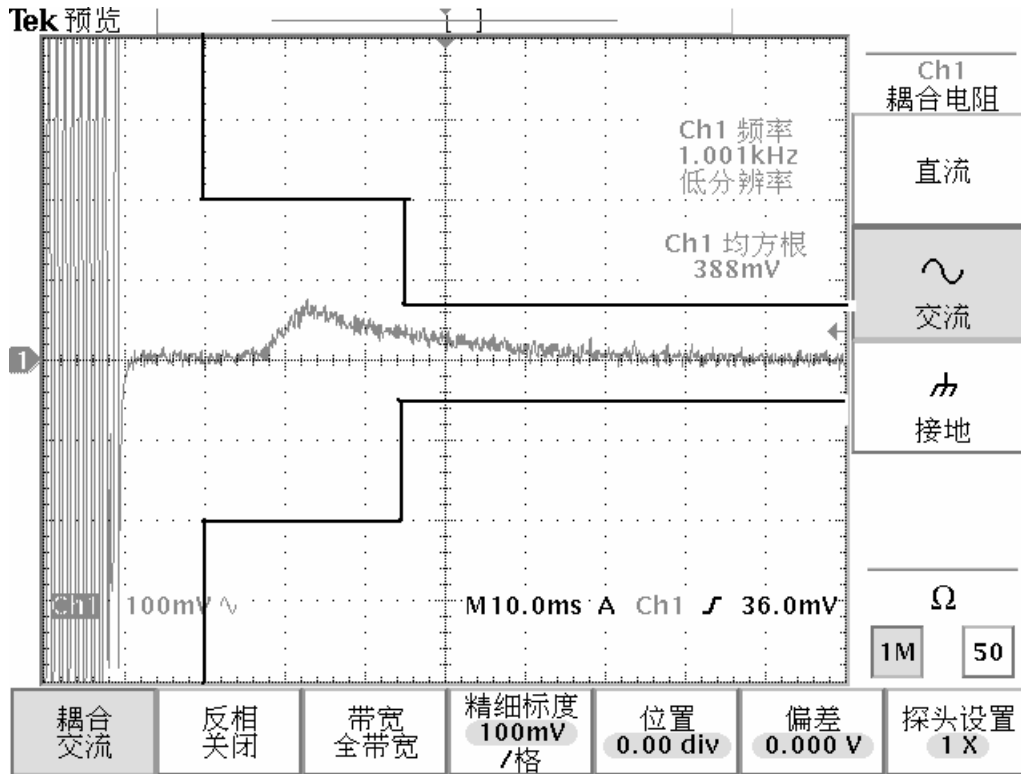 Tek 预览
Ch1
耦合电阻
直流
Ch1 频率
1.001kHz
低分辨率
Ch1 均方根
388mV
交流
1
接地
Ch1 100mV M10.0ms A Ch1 36.0mV
Ω
1M 50
耦合
交流
反相
关闭
带宽
全带宽
精细标度
100mV
/格
位置
0.00 div
偏差
0.000 V
探头设置
1 X